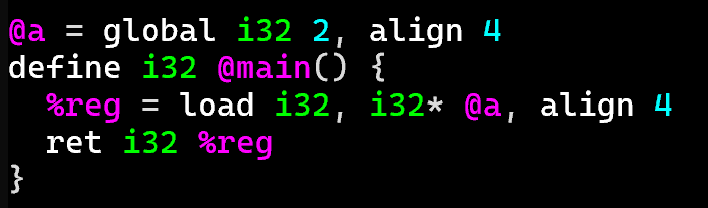 @a = global i32 2, align 4
define i32 @main() {
  %reg = load i32, i32* @a, align 4
  ret i32 %reg
}